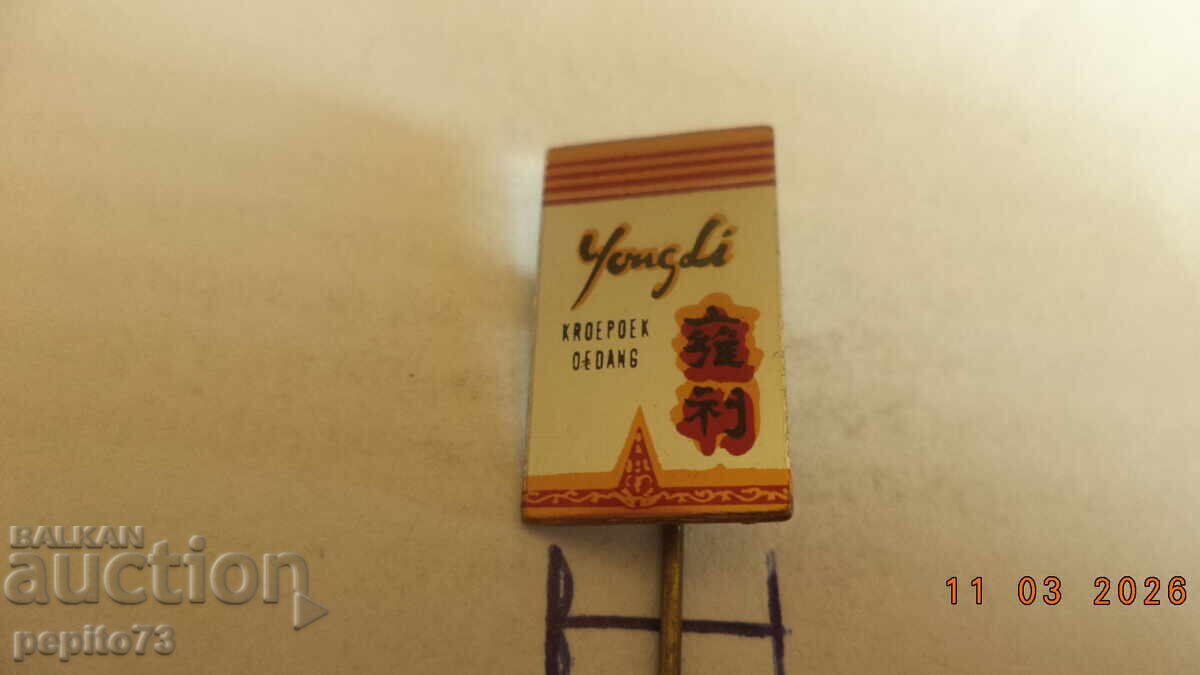 YongLi
KROEPOEK
OEDANG
雍
利
BALKAN
auction
pepito73
11 03 2026